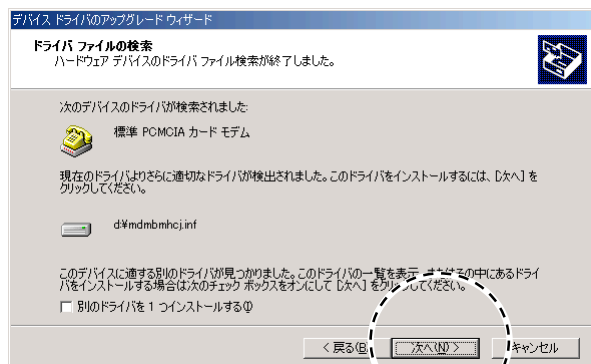 デバイス ドライバのアップグレード ウィザード
ドライバ ファイルの検索
ハードウェア デバイスのドライバ ファイル検索が終了しました。
次のデバイスのドライバが検索されました:
標準 PCMCIA カード モデム
現在のドライバよりさらに適切なドライバが検出されました。このドライバをインストールするには、[次へ] を
クリックしてください。
d:¥mdmbmhcj.inf
このデバイスに適する別のドライバが見つかりました。このドライバの一覧を表示、またはその中にあるドライ
バをインストールする場合は次のチェック ボックスをオンにして [次へ] をクリックしてください。
別のドライバを 1 つインストールする(I)
< 戻る(B) 次へ(N) > キャンセル